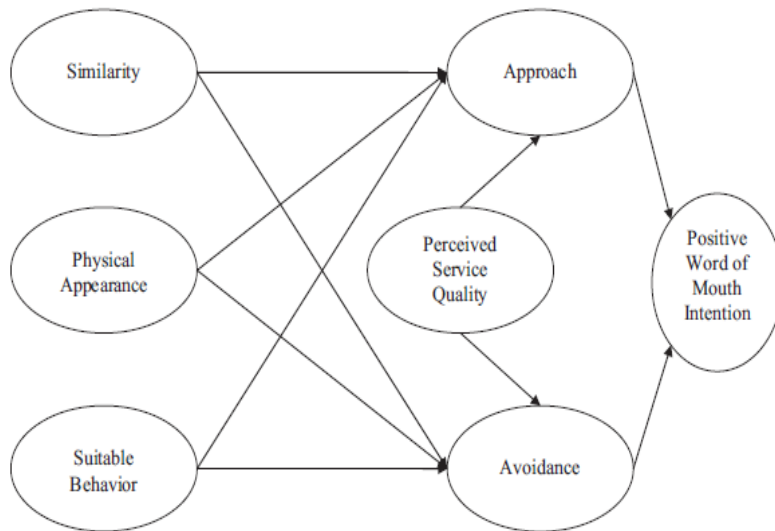 Similarity
Approach
Physical
Appearance
Perceived
Service
Quality
Positive
Word of
Mouth
Intention
Suitable
Behavior
Avoidance